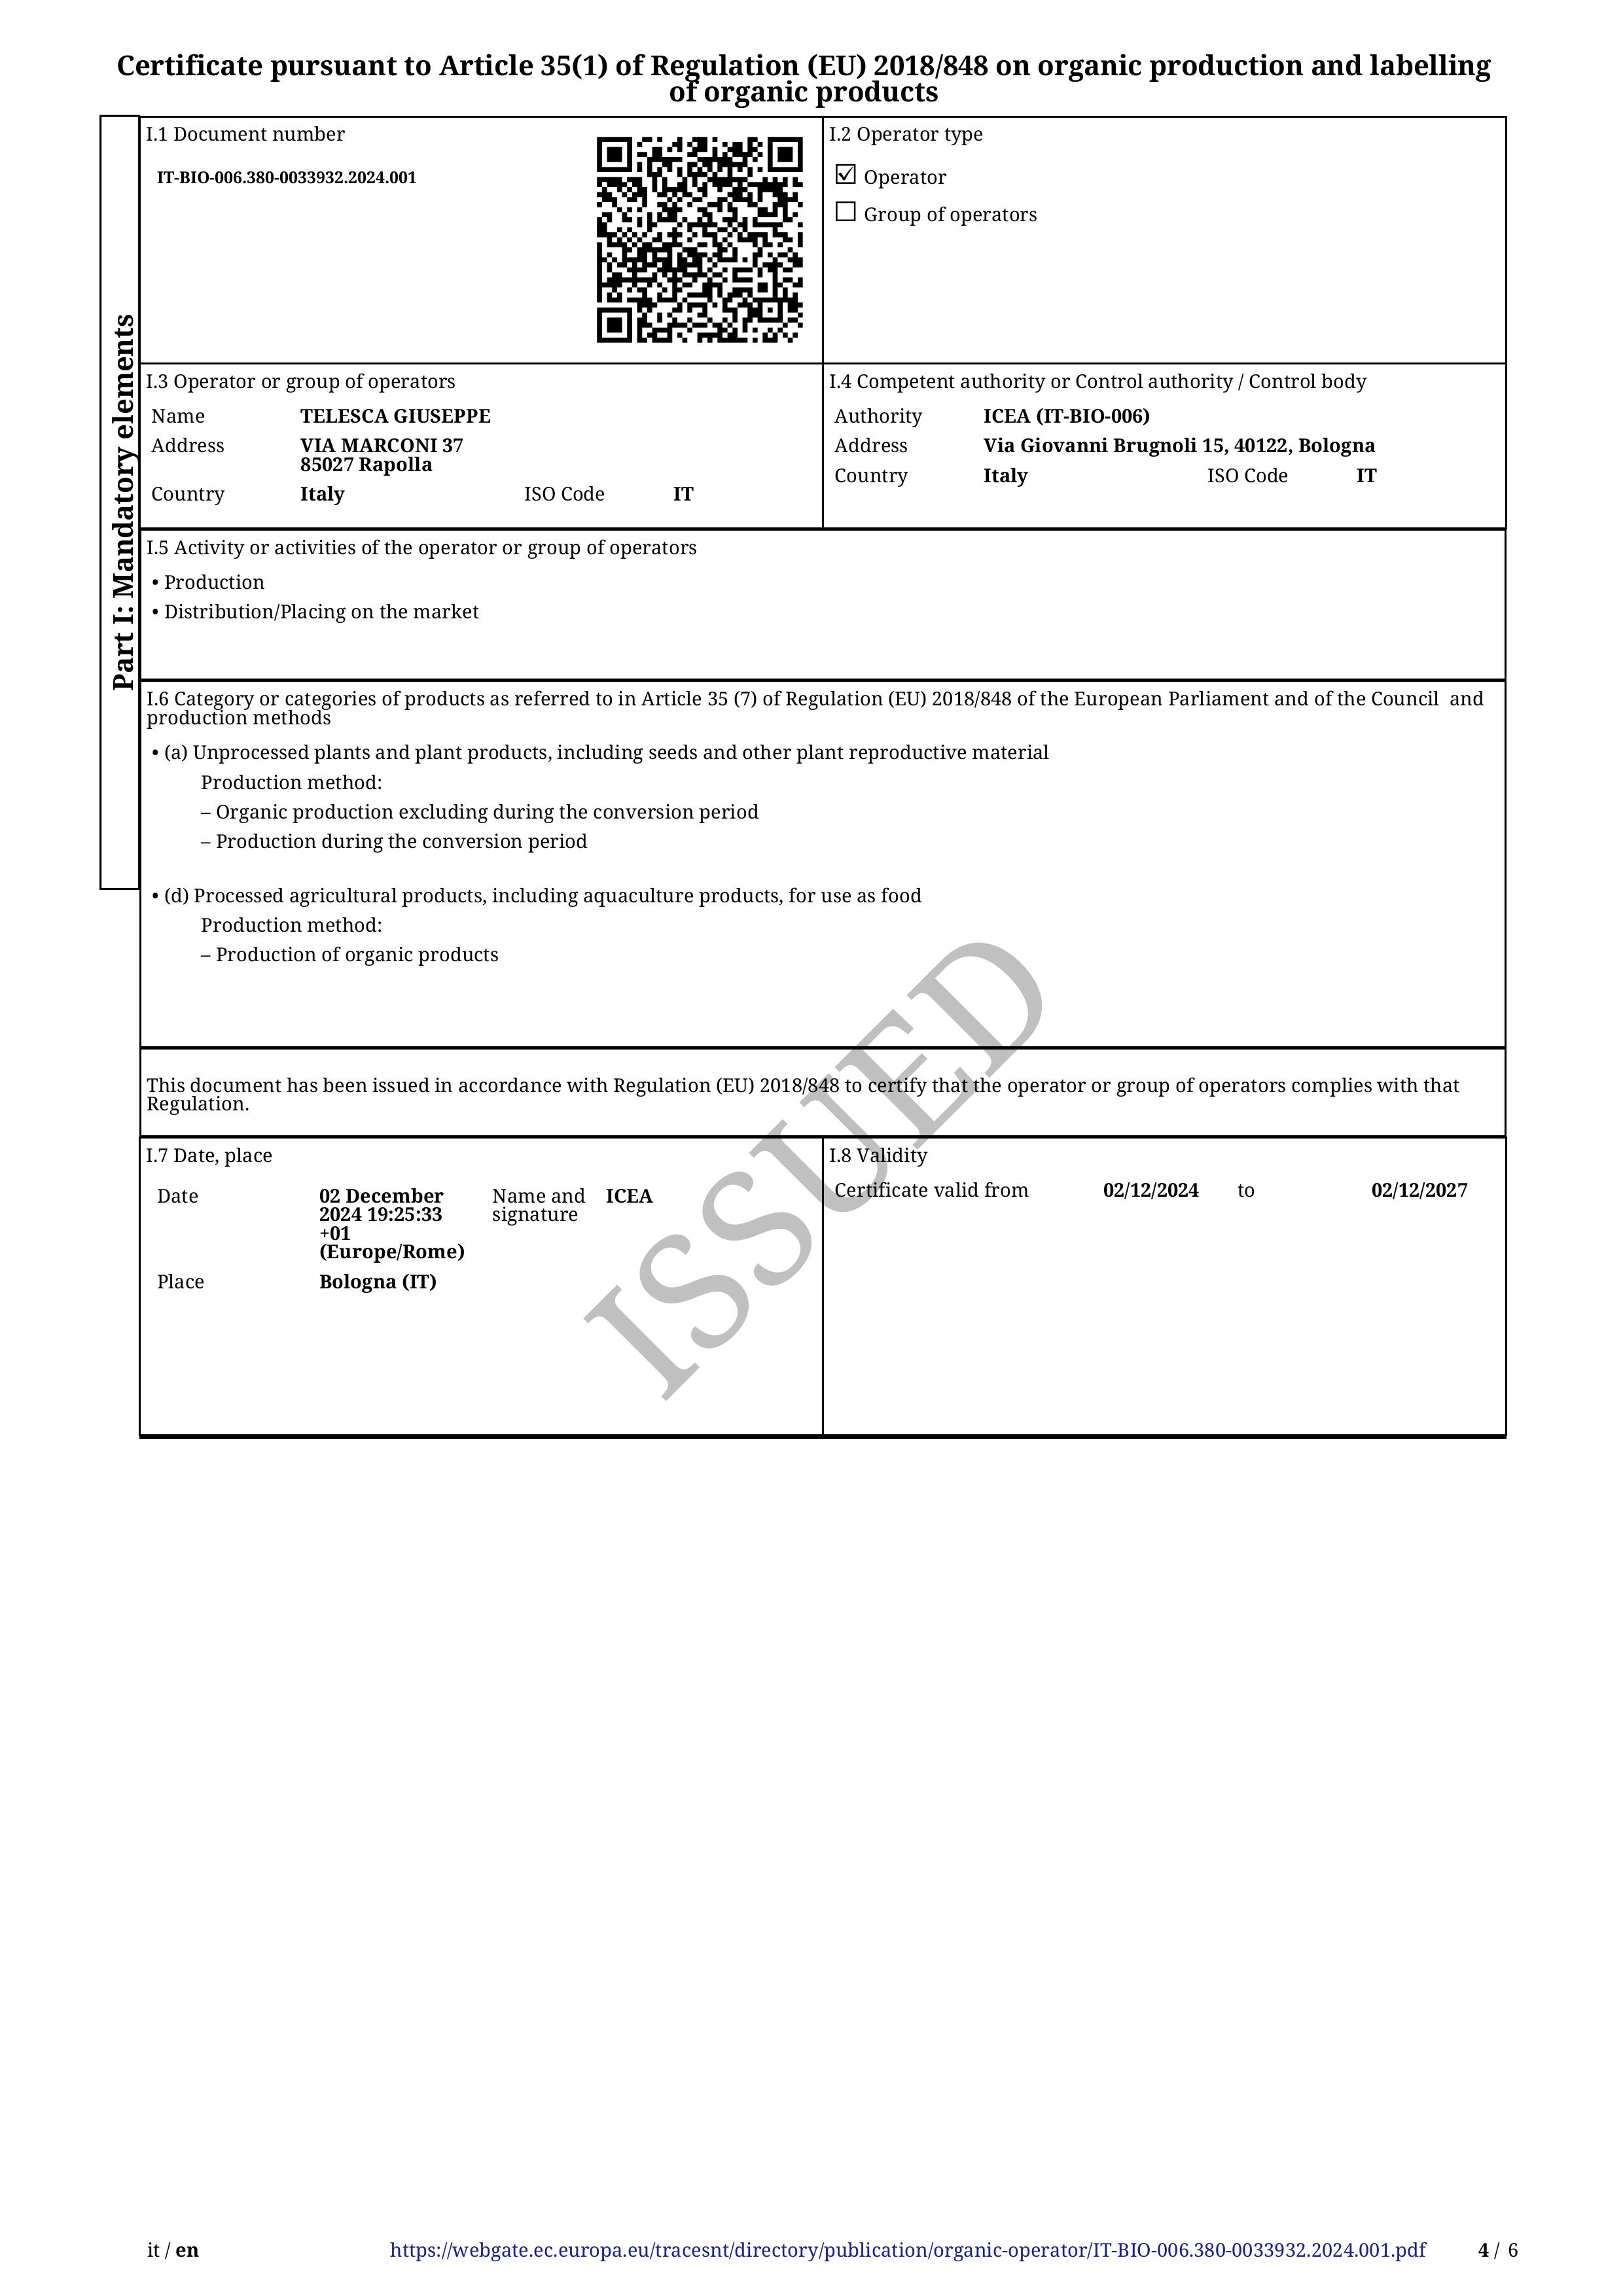 Certificate pursuant to Article 35(1) of Regulation (EU) 2018/848 on organic production and labelling
of organic products
Part I: Mandatory elements
I.1 Document number
IT-BIO-006.380-0033932.2024.001
I.2 Operator type
☑ Operator
☐ Group of operators
I.3 Operator or group of operators
Name TELESCA GIUSEPPE
Address VIA MARCONI 37
85027 Rapolla
Country Italy ISO Code IT
I.4 Competent authority or Control authority / Control body
Authority ICEA (IT-BIO-006)
Address Via Giovanni Brugnoli 15, 40122, Bologna
Country Italy ISO Code IT
I.5 Activity or activities of the operator or group of operators
• Production
• Distribution/Placing on the market
I.6 Category or categories of products as referred to in Article 35 (7) of Regulation (EU) 2018/848 of the European Parliament and of the Council and
production methods
• (a) Unprocessed plants and plant products, including seeds and other plant reproductive material
Production method:
– Organic production excluding during the conversion period
– Production during the conversion period
• (d) Processed agricultural products, including aquaculture products, for use as food
Production method:
– Production of organic products
This document has been issued in accordance with Regulation (EU) 2018/848 to certify that the operator or group of operators complies with that
Regulation.
I.7 Date, place
Date 02 December Name and ICEA
2024 19:25:33 signature
+01
(Europe/Rome)
Place Bologna (IT)
I.8 Validity
Certificate valid from 02/12/2024 to 02/12/2027
ISSUED
it / en https://webgate.ec.europa.eu/tracesnt/directory/publication/organic-operator/IT-BIO-006.380-0033932.2024.001.pdf 4 / 6